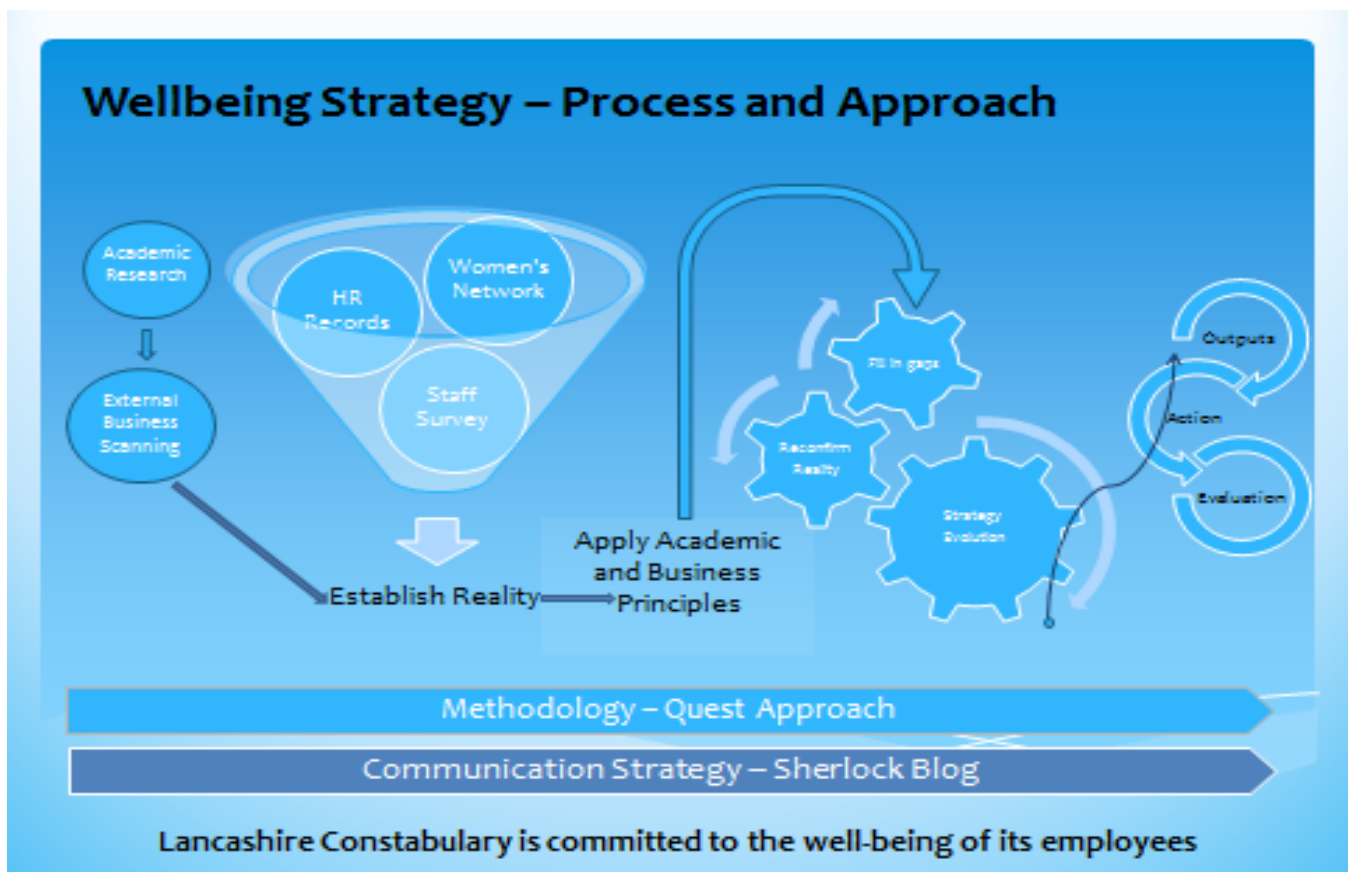 Wellbeing Strategy – Process and Approach
Academic
Research
External
Business
Scanning
HR
Records
Women's
Network
Staff
Survey
Establish Reality
Apply Academic
and Business
Principles
Fill in gaps
Reconfirm
Reality
Strategy
Evolution
Outputs
Action
Evaluation
Methodology – Quest Approach
Communication Strategy – Sherlock Blog
Lancashire Constabulary is committed to the well-being of its employees